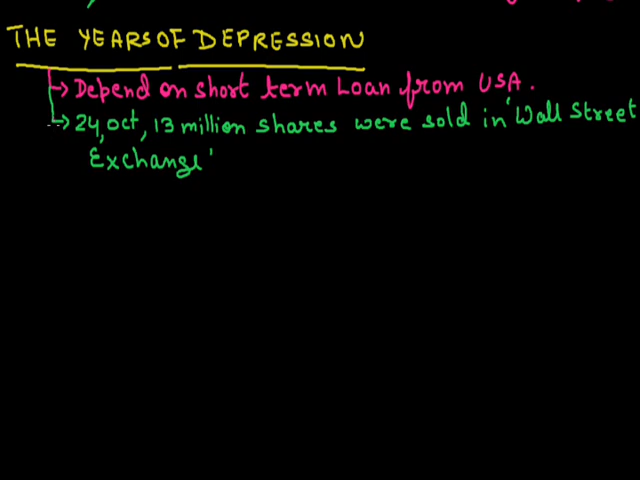 THE YEARS OF DEPRESSION
→ Depend on short term Loan from USA.
→ 24, oct, 13 million shares were sold in 'Wall Street
Exchange'